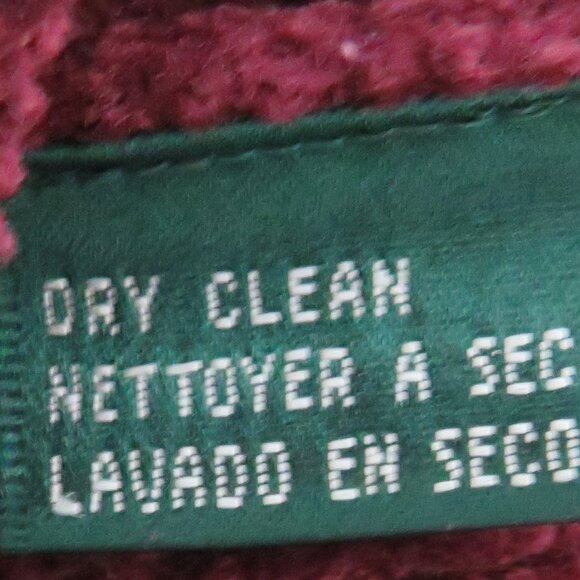 DRY CLEAN
NETTOYER A SEC
LAVADO EN SECO